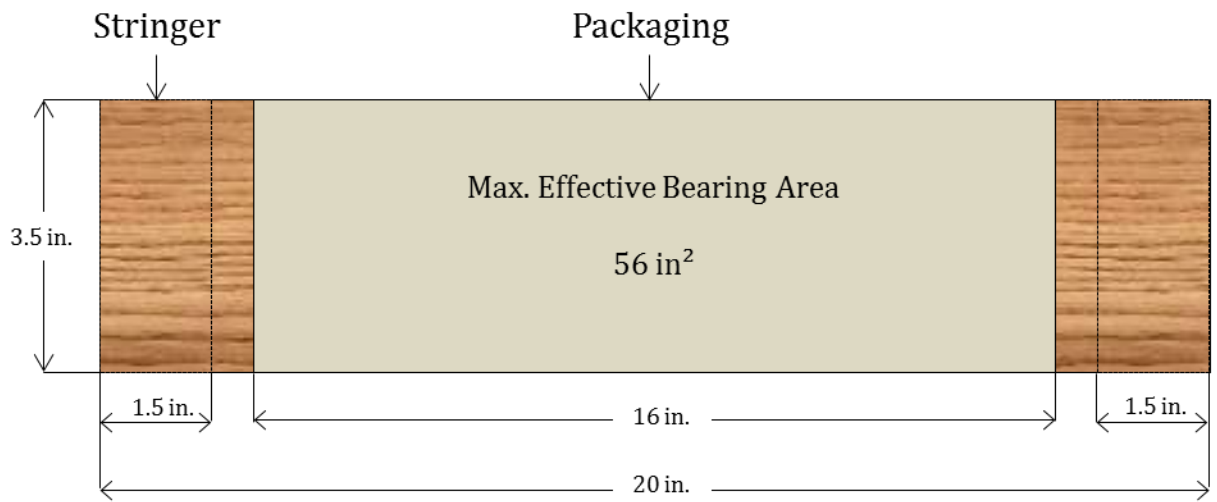 Stringer
Packaging
Max. Effective Bearing Area
56 in²
3.5 in.
1.5 in.
16 in.
1.5 in.
20 in.